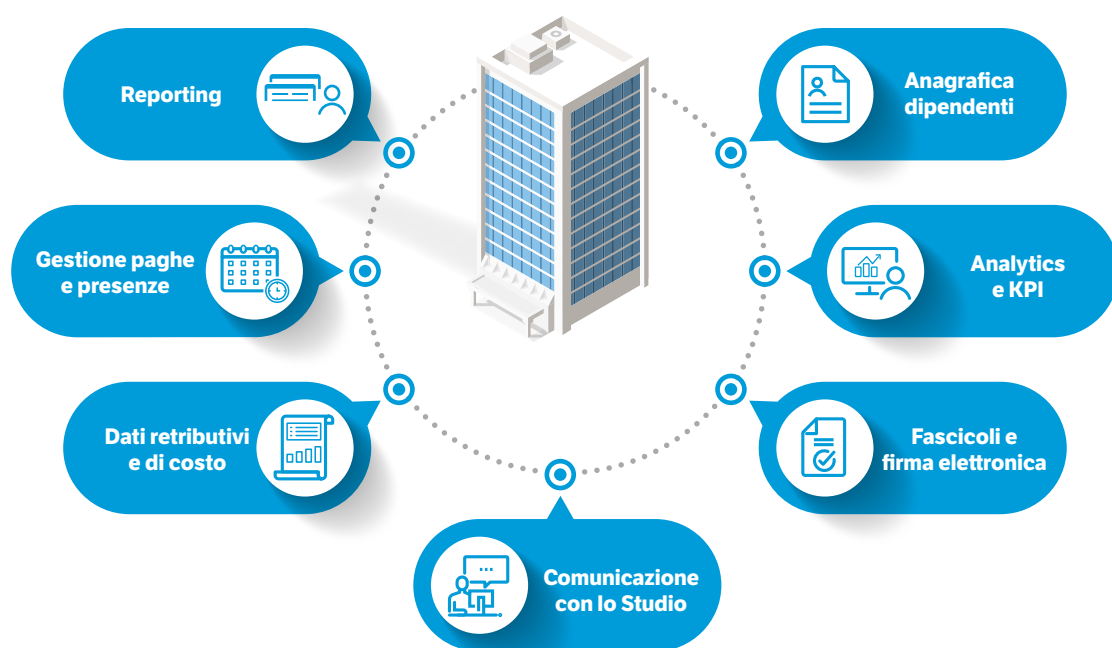 Reporting
Anagrafica
dipendenti
Gestione paghe
e presenze
Analytics
e KPI
Dati retributivi
e di costo
Fascicoli e
firma elettronica
Comunicazione
con lo Studio